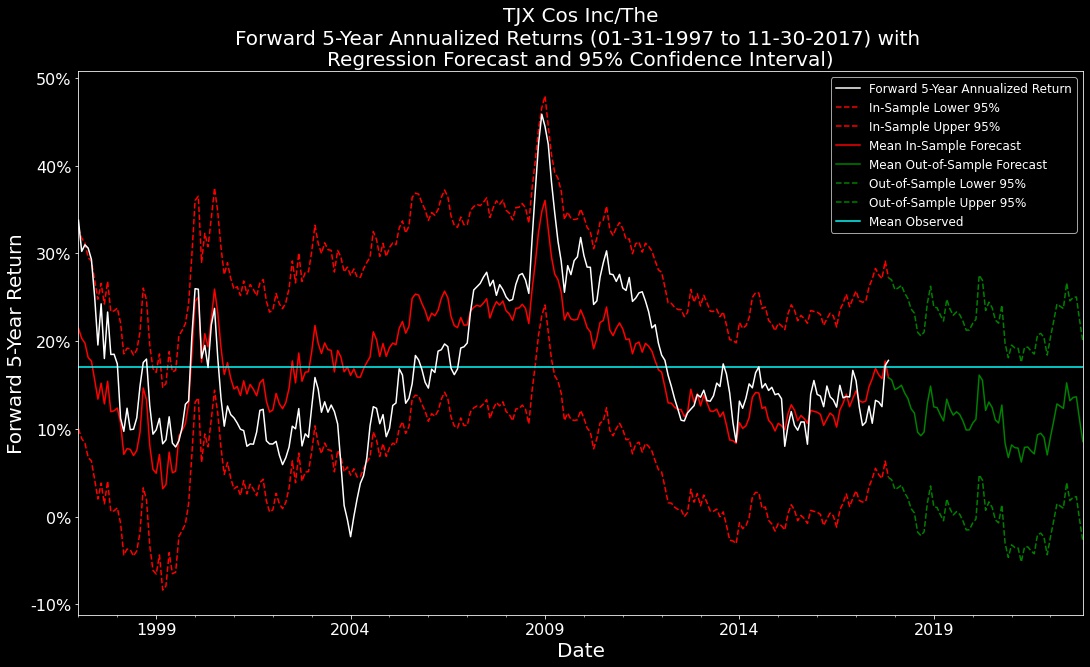 TJX Cos Inc/The
Forward 5-Year Annualized Returns (01-31-1997 to 11-30-2017) with
Regression Forecast and 95% Confidence Interval)
Forward 5-Year Return
50%
40%
30%
20%
10%
0%
-10%
Forward 5-Year Annualized Return
In-Sample Lower 95%
In-Sample Upper 95%
Mean In-Sample Forecast
Mean Out-of-Sample Forecast
Out-of-Sample Lower 95%
Out-of-Sample Upper 95%
Mean Observed
1999
2004
2009
2014
2019
Date